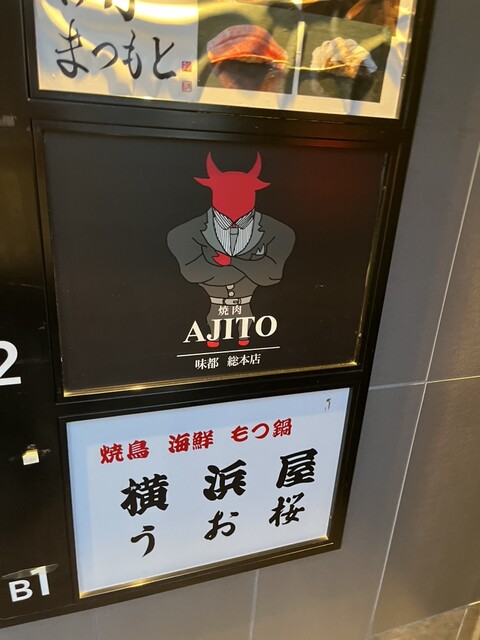 まつもと
焼肉
AJITO
味都 総本店
2
焼鳥 海鮮 もつ鍋
横浜屋
うお桜
B1